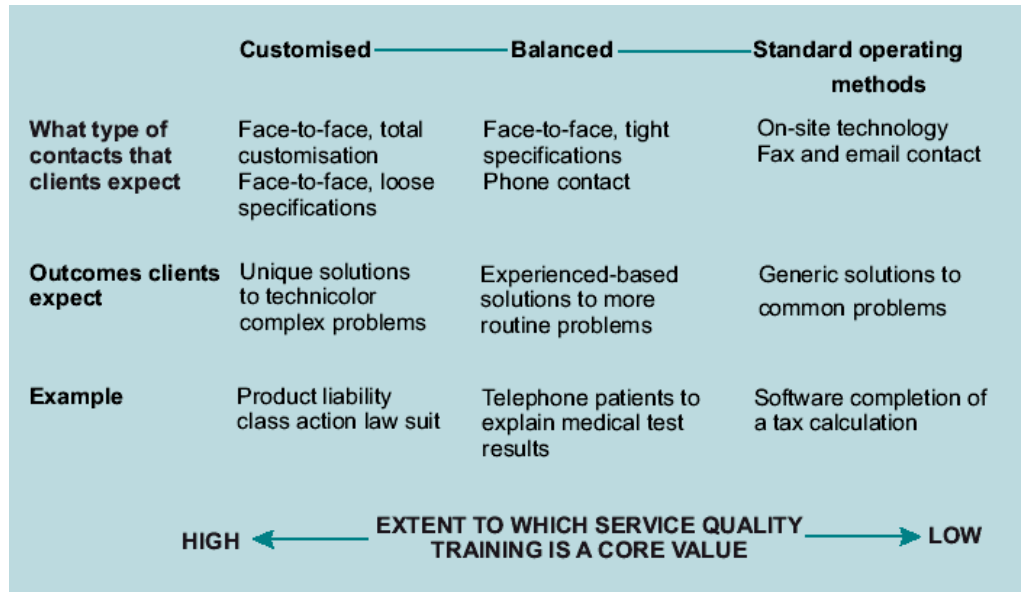 Customised Balanced Standard operating
methods
What type of
contacts that
clients expect
Face-to-face, total
customisation
Face-to-face, loose
specifications
Face-to-face, tight
specifications
Phone contact
On-site technology
Fax and email contact
Outcomes clients
expect
Unique solutions
to technicolor
complex problems
Experienced-based
solutions to more
routine problems
Generic solutions to
common problems
Example
Product liability
class action law suit
Telephone patients to
explain medical test
results
Software completion of
a tax calculation
HIGH
EXTENT TO WHICH SERVICE QUALITY
TRAINING IS A CORE VALUE
LOW